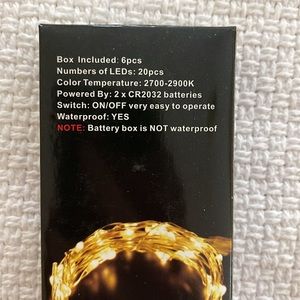 Box Included: 6pcs
Numbers of LEDs: 20pcs
Color Temperature: 2700-2900K
Powered By: 2 x CR2032 batteries
Switch: ON/OFF very easy to operate
Waterproof: YES
NOTE: Battery box is NOT waterproof